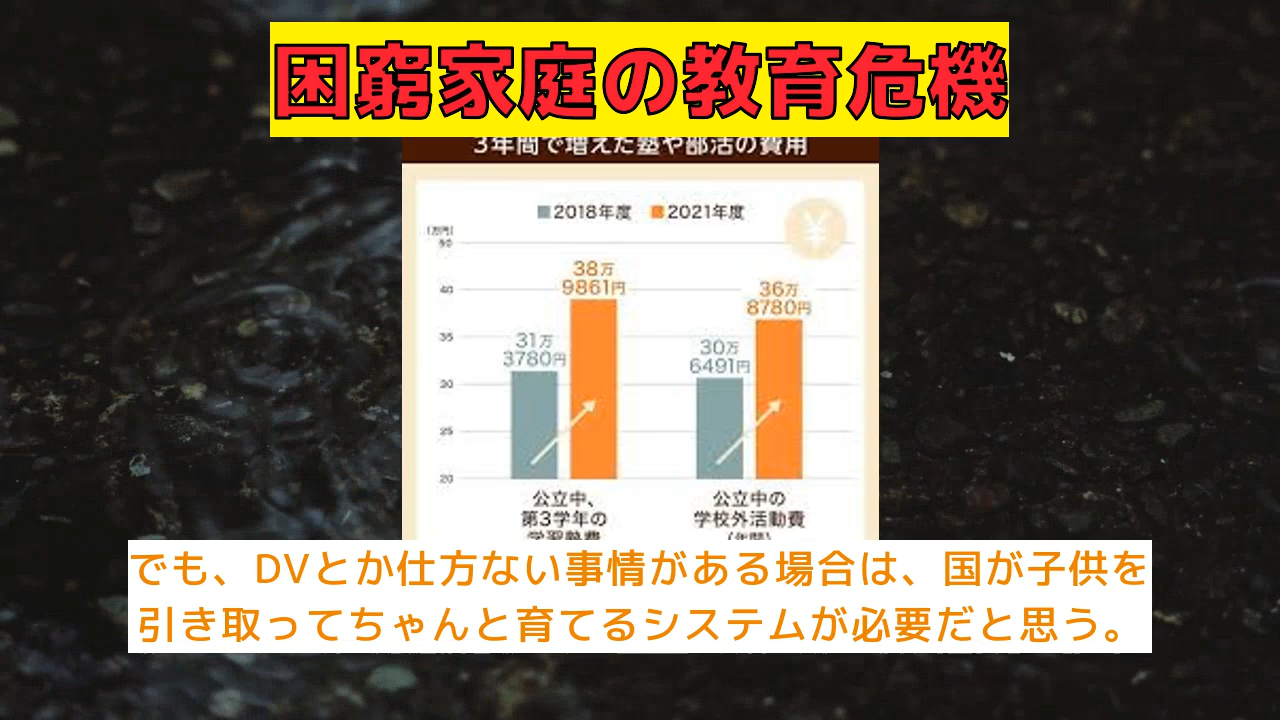 困窮家庭の教育危機
3年間で増えた塾や部活の費用
2018年度 2021年度
¥
(万円)
50
40
35
30
25
20
38万
9861円
31万
3780円
36万
8780円
30万
6491円
公立中、
第3学年の
学習塾費
公立中の
学校外活動費
(年間)
でも、DVとか仕方ない事情がある場合は、国が子供を
引き取ってちゃんと育てるシステムが必要だと思う。